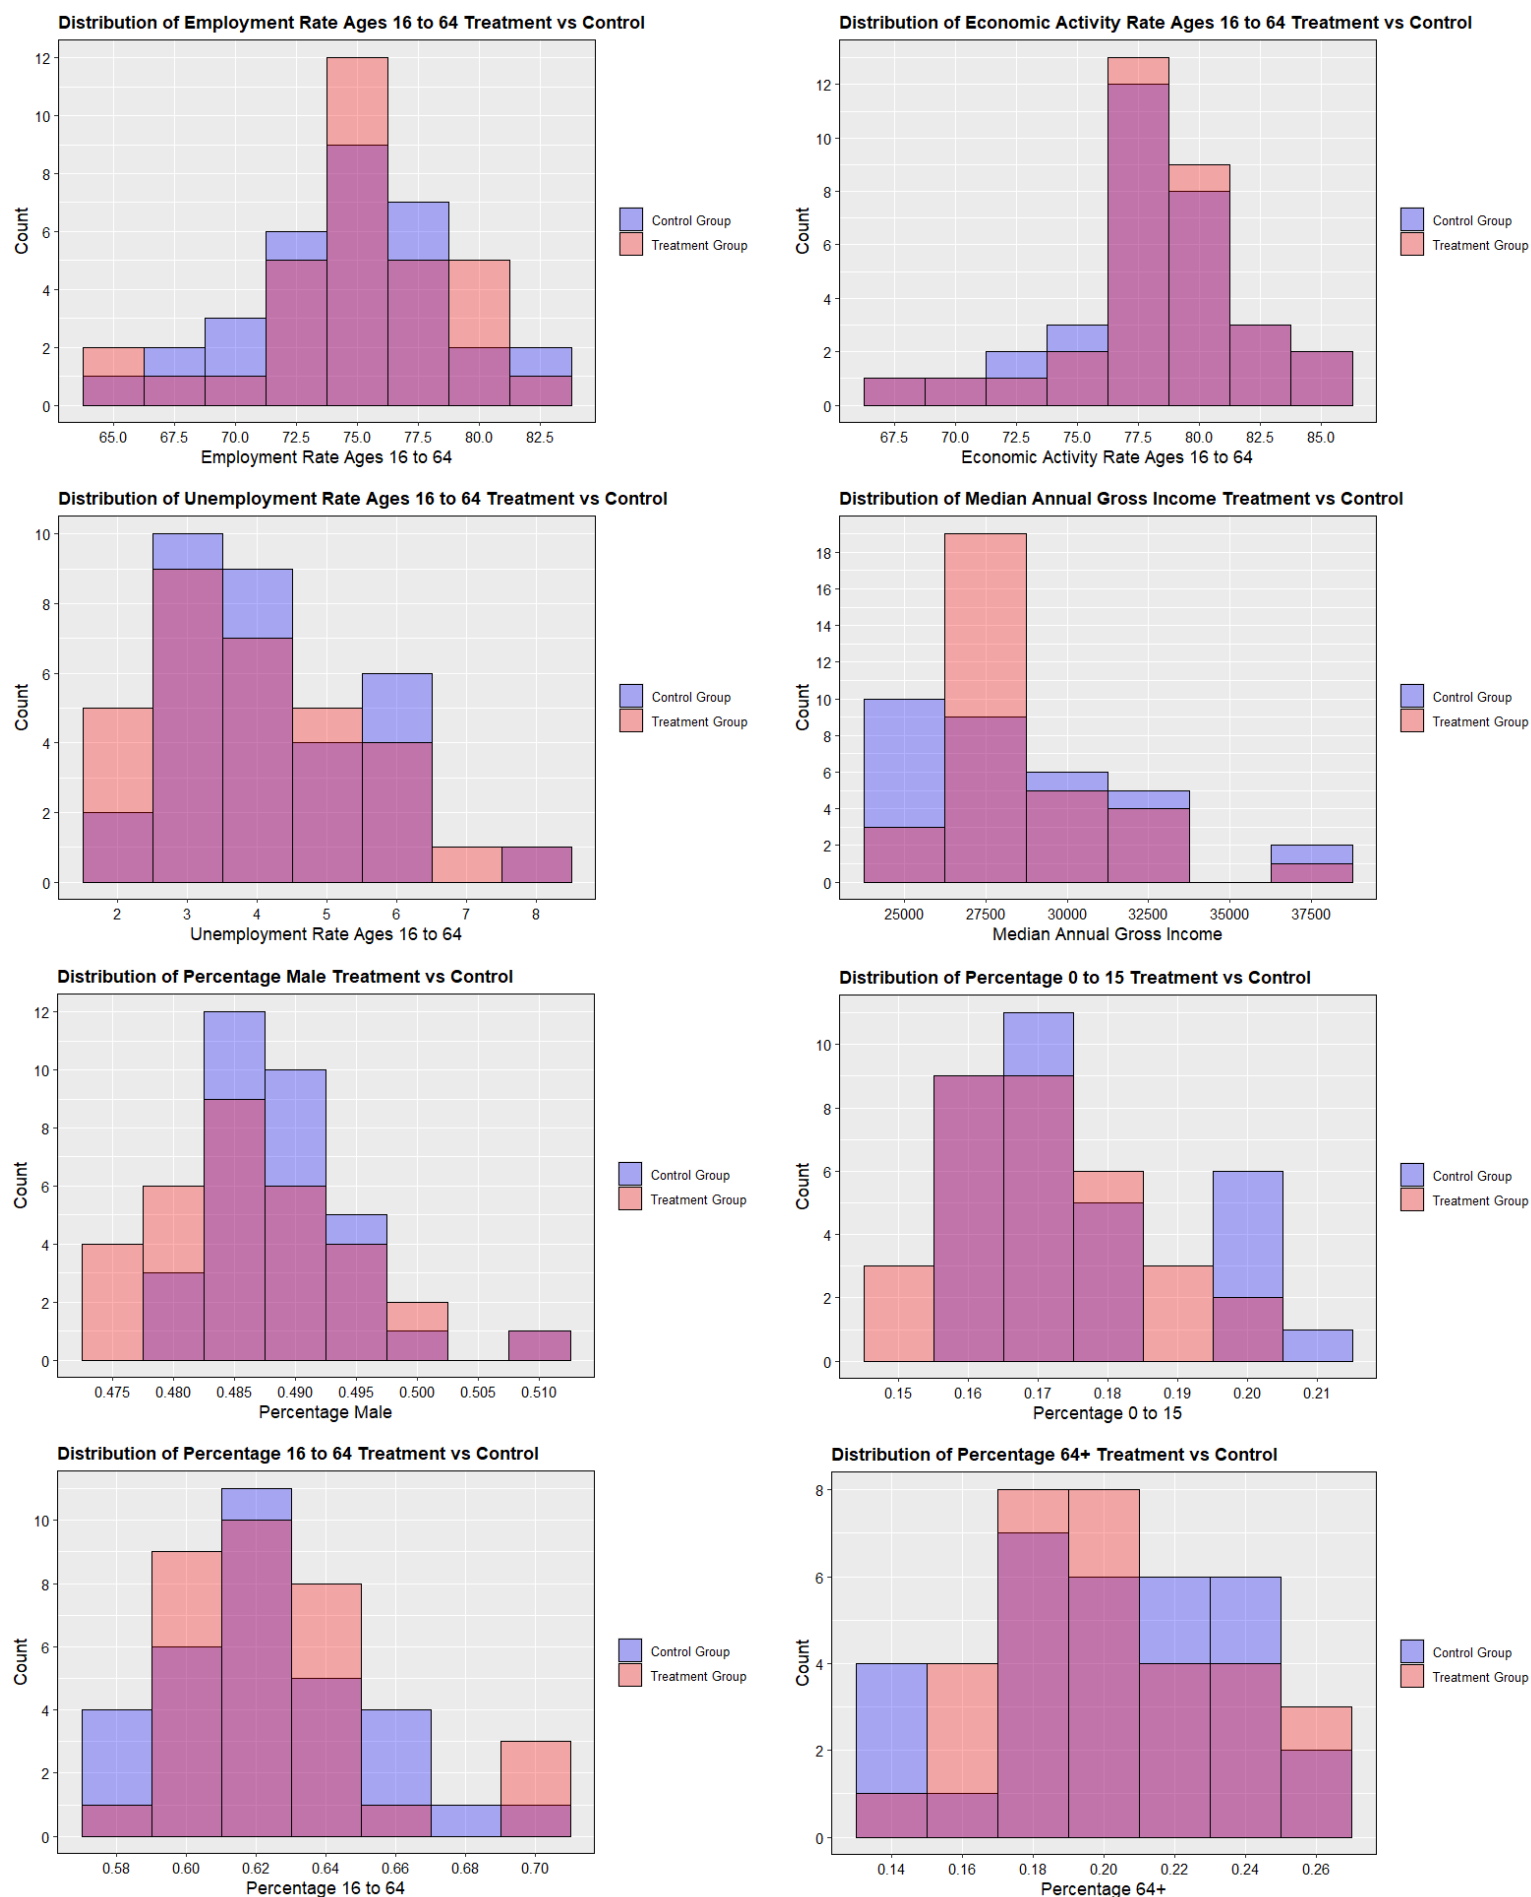 Distribution of Employment Rate Ages 16 to 64 Treatment vs Control
12
10
8
6
4
2
0
Count
65.0 67.5 70.0 72.5 75.0 77.5 80.0 82.5
Employment Rate Ages 16 to 64
Control Group
Treatment Group
Distribution of Economic Activity Rate Ages 16 to 64 Treatment vs Control
12
10
8
6
4
2
0
Count
67.5 70.0 72.5 75.0 77.5 80.0 82.5 85.0
Economic Activity Rate Ages 16 to 64
Control Group
Treatment Group
Distribution of Unemployment Rate Ages 16 to 64 Treatment vs Control
10
8
6
4
2
0
Count
2 3 4 5 6 7 8
Unemployment Rate Ages 16 to 64
Control Group
Treatment Group
Distribution of Median Annual Gross Income Treatment vs Control
18
16
14
12
10
8
6
4
2
0
Count
25000 27500 30000 32500 35000 37500
Median Annual Gross Income
Control Group
Treatment Group
Distribution of Percentage Male Treatment vs Control
12
10
8
6
4
2
0
Count
0.475 0.480 0.485 0.490 0.495 0.500 0.505 0.510
Percentage Male
Control Group
Treatment Group
Distribution of Percentage 0 to 15 Treatment vs Control
10
8
6
4
2
0
Count
0.15 0.16 0.17 0.18 0.19 0.20 0.21
Percentage 0 to 15
Control Group
Treatment Group
Distribution of Percentage 16 to 64 Treatment vs Control
10
8
6
4
2
0
Count
0.58 0.60 0.62 0.64 0.66 0.68 0.70
Percentage 16 to 64
Control Group
Treatment Group
Distribution of Percentage 64+ Treatment vs Control
8
6
4
2
0
Count
0.14 0.16 0.18 0.20 0.22 0.24 0.26
Percentage 64+
Control Group
Treatment Group